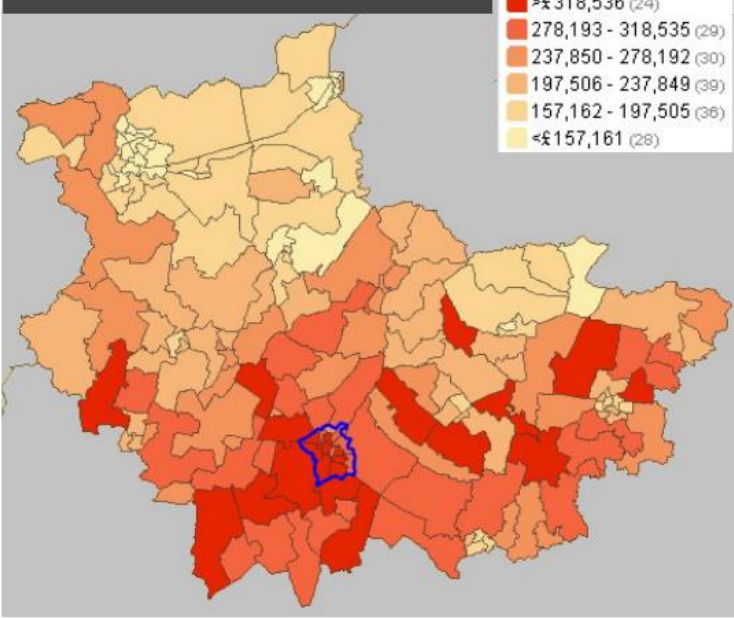 >£318,536 (24)
278,193 - 318,535 (29)
237,850 - 278,192 (30)
197,506 - 237,849 (39)
157,162 - 197,505 (36)
<£157,161 (28)